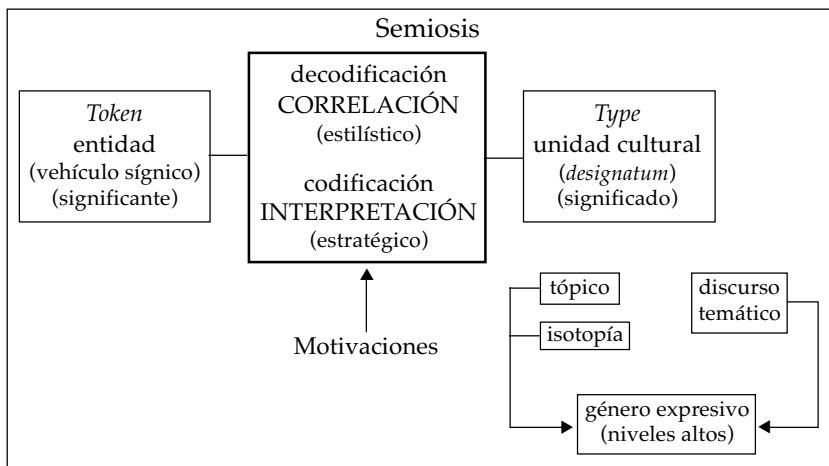 Semiosis
Token
entidad
(vehículo sígnico)
(significante)
decodificación
CORRELACIÓN
(estilístico)
codificación
INTERPRETACIÓN
(estratégico)
Type
unidad cultural
(designatum)
(significado)
Motivaciones
tópico
isotopía
discurso
temático
género expresivo
(niveles altos)